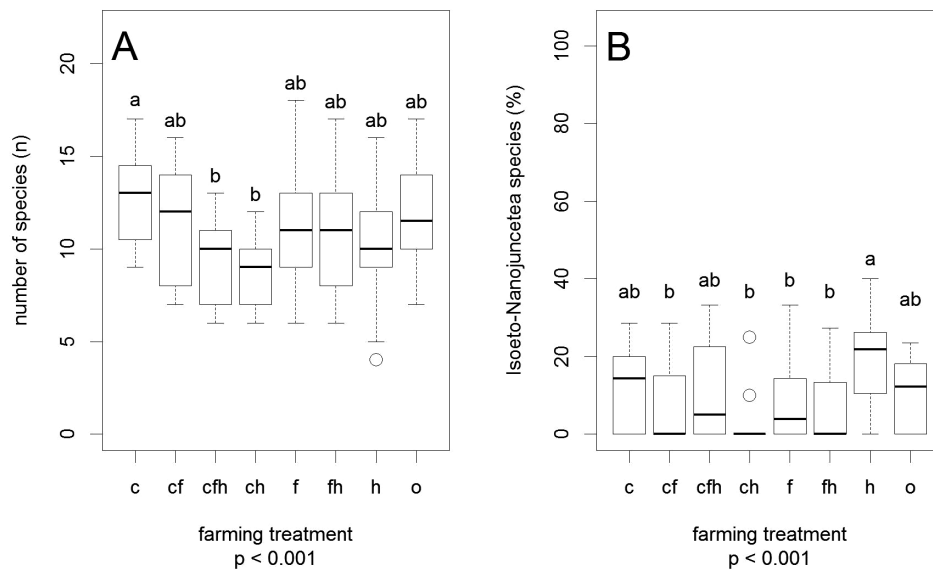 A
number of species (n)
20
15
10
5
0
a
ab
b
b
ab
ab
ab
ab
c
cf
cfh
ch
f
fh
h
o
farming treatment
p < 0.001
B
Isoeto-Nanojuncetea species (%)
100
80
60
40
20
0
ab
b
ab
b
b
b
a
ab
c
cf
cfh
ch
f
fh
h
o
farming treatment
p < 0.001